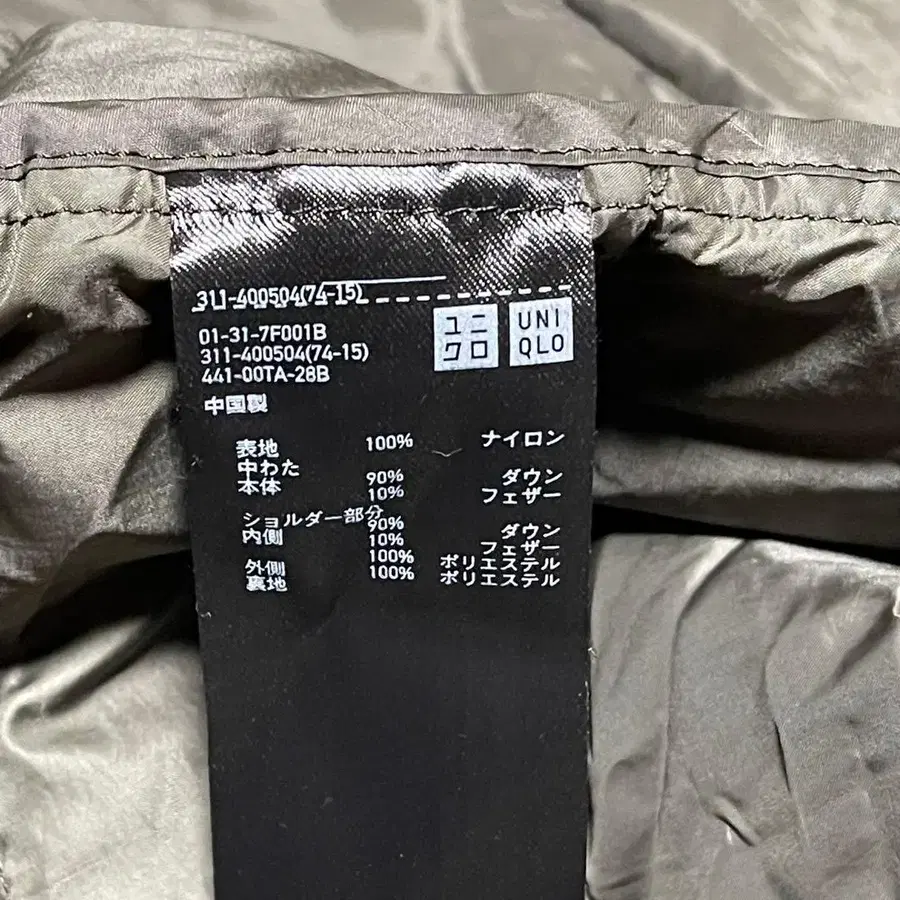 311-400504(74-15)
01-31-7F001B
311-400504(74-15)
441-00TA-28B
ユニ
クロ
UNI
QLO
中国製
表地 100% ナイロン
中わた
本体 90% ダウン
10% フェザー
ショルダー部分
内側 90% ダウン
10% フェザー
外側 100% ポリエステル
裏地 100% ポリエステル